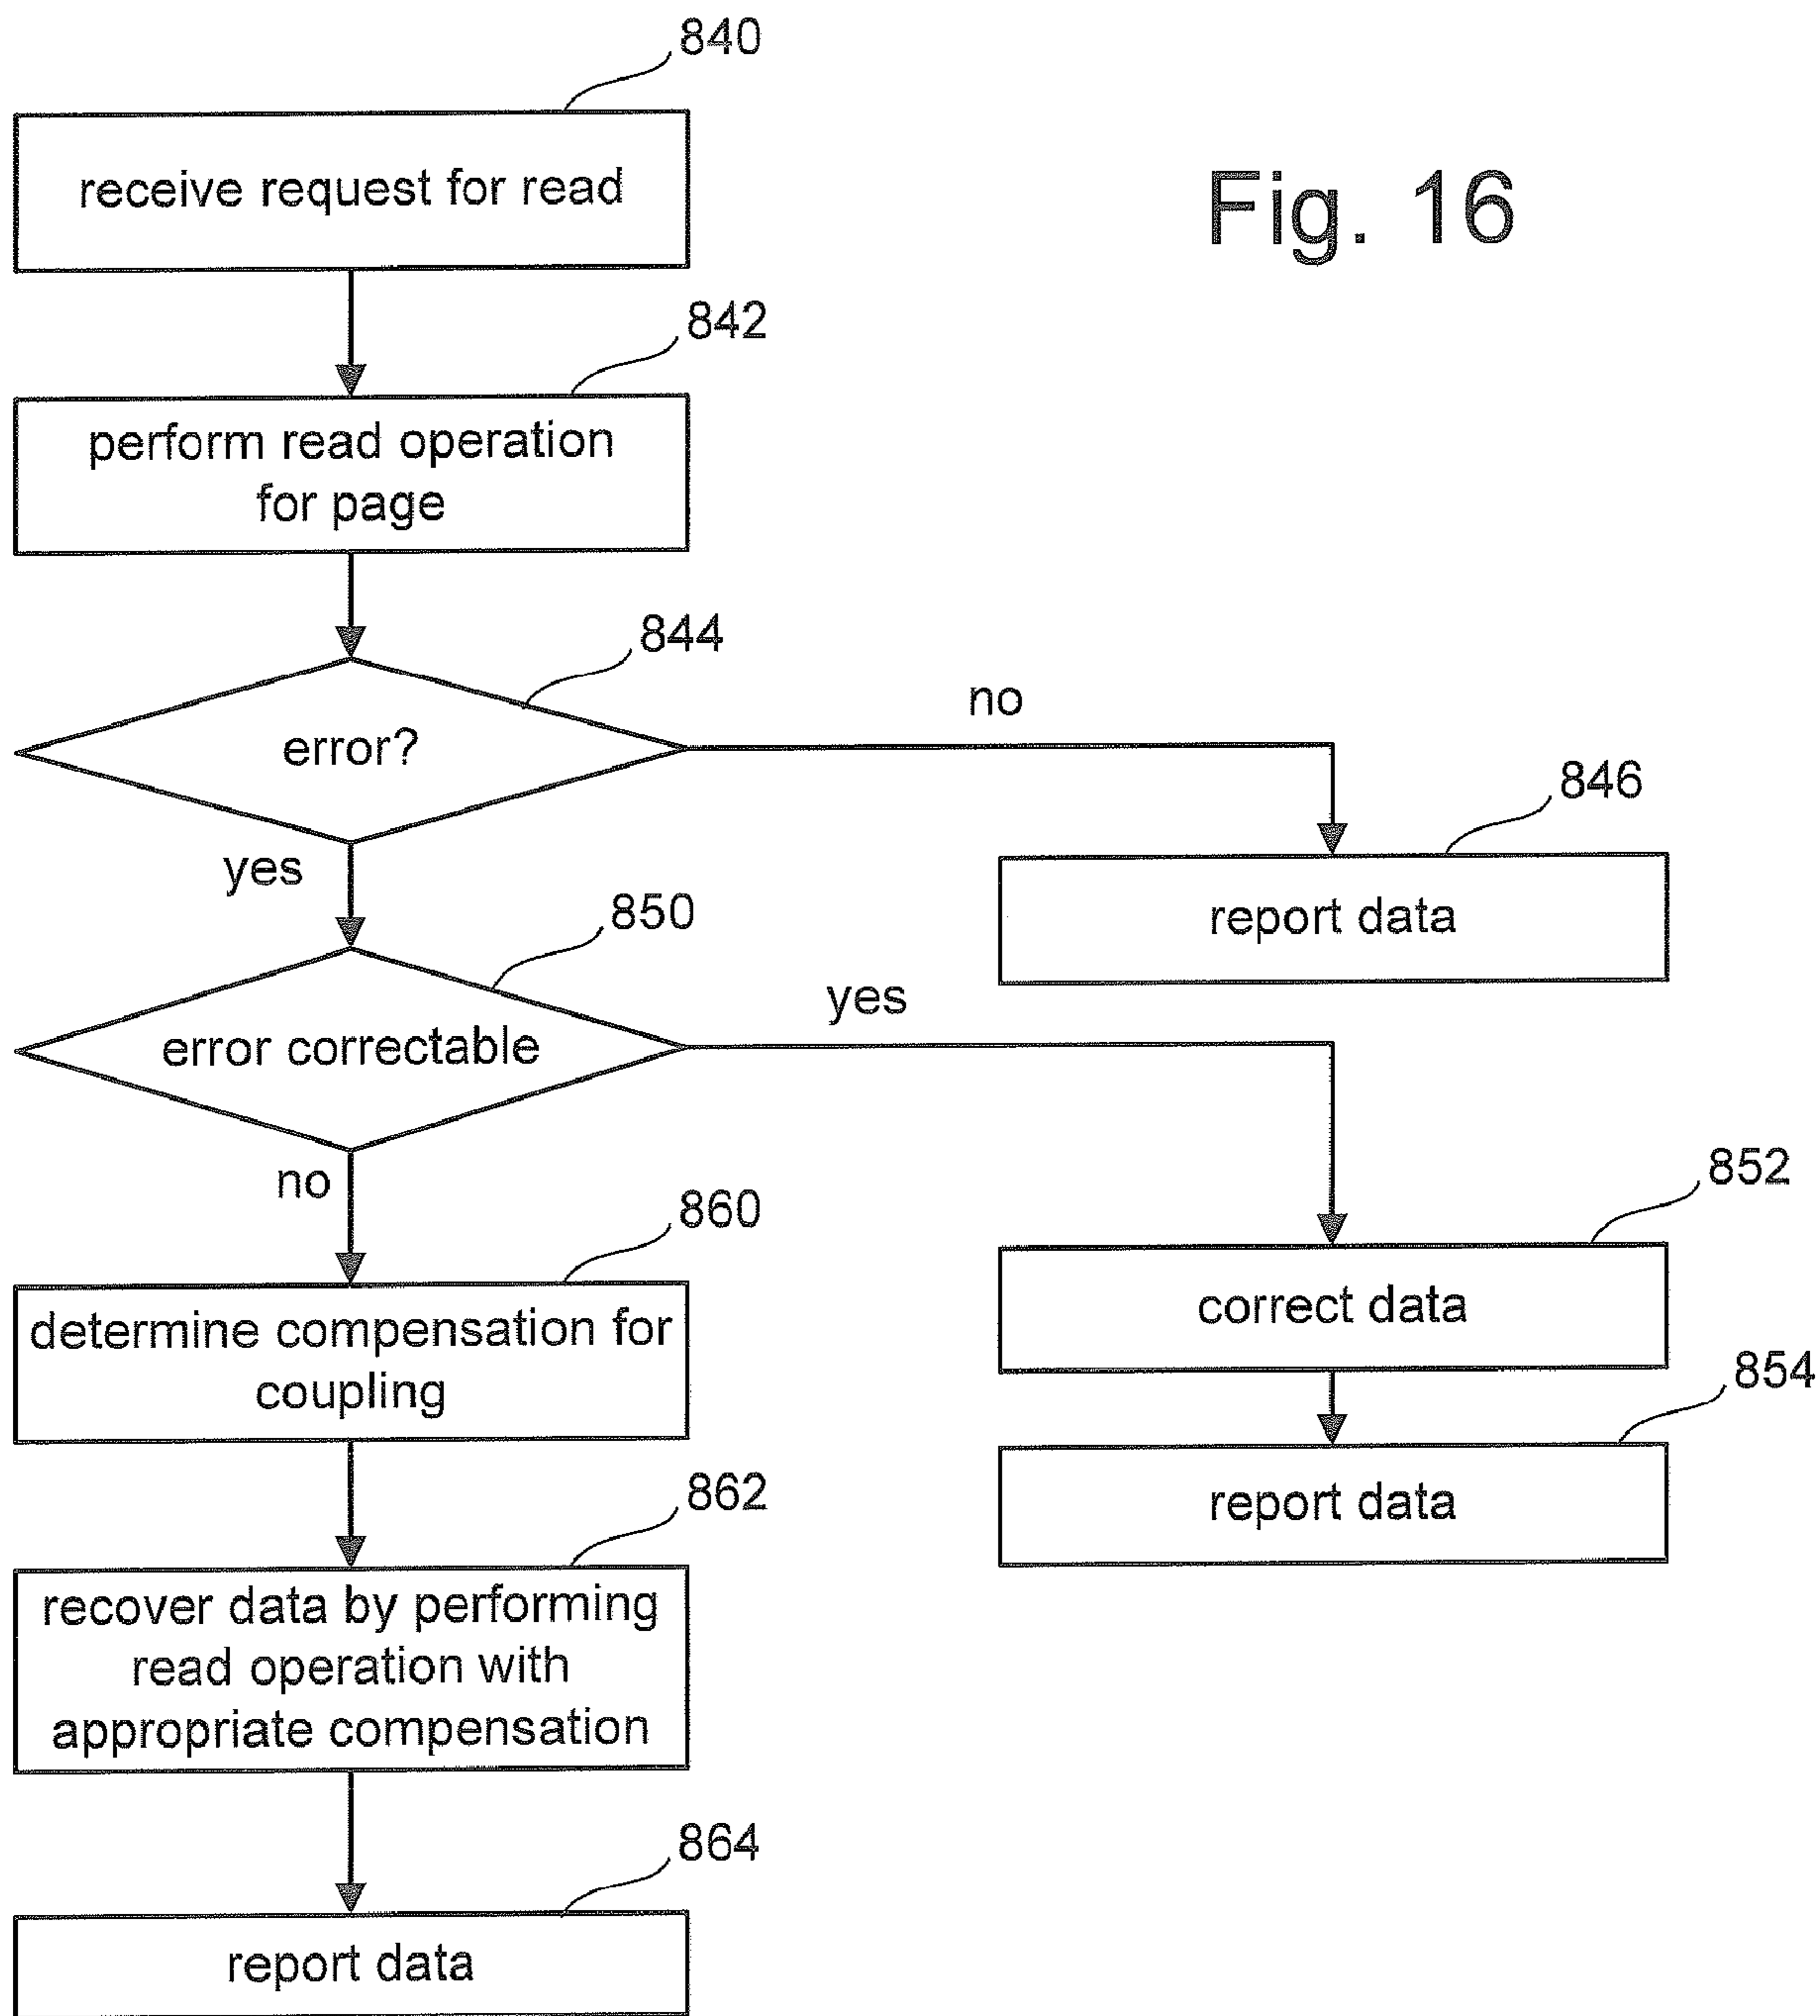 840
receive request for read
Fig. 16
842
perform read operation
for page
844
error?
no
846
report data
yes
850
error correctable
yes
852
correct data
854
report data
no
860
determine compensation for
coupling
862
recover data by performing
read operation with
appropriate compensation
864
report data